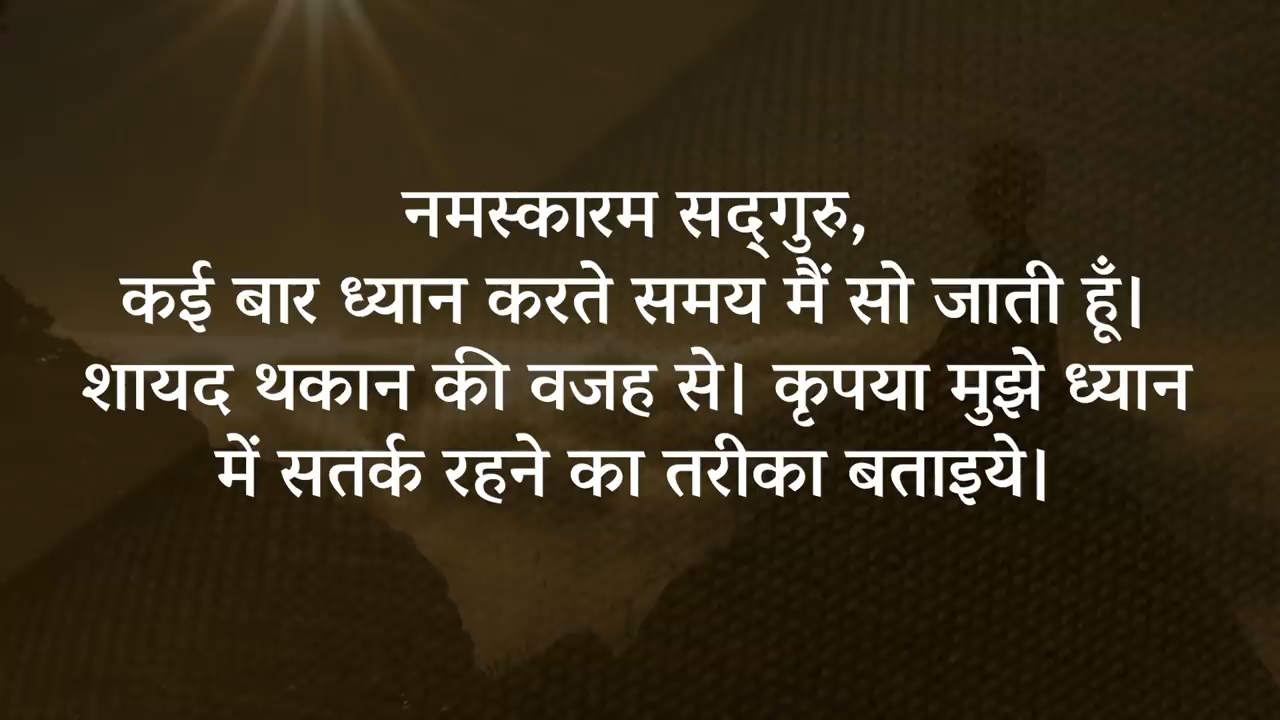 नमस्कारम सद्‌गुरु,
कई बार ध्यान करते समय मैं सो जाती हूँ।
शायद थकान की वजह से। कृपया मुझे ध्यान
में सतर्क रहने का तरीका बताइये।